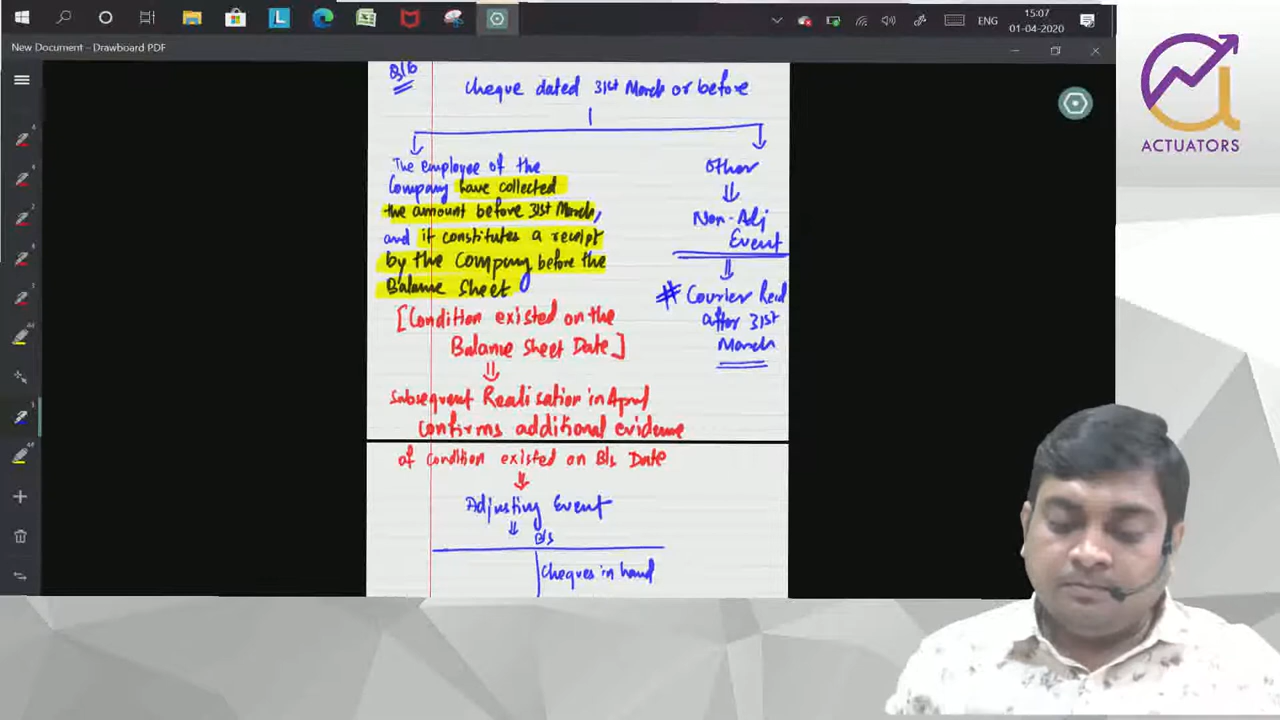 15:07
ENG
01-04-2020
New Document - Drawboard PDF
ACTUATORS
B/S
Cheque dated 31st March or before
The employee of the
Company have collected
the amount before 31st March,
and it constitutes a receipt
by the Company before the
Balance Sheet
[Condition existed on the
Balance Sheet Date]
Subsequent Realisation in April
Confirms additional evidence
of condition existed on B/s Date
Adjusting Event
B/s
Cheques in hand
Other
Non-Adj
Event
# Courier Recd
after 31st
March